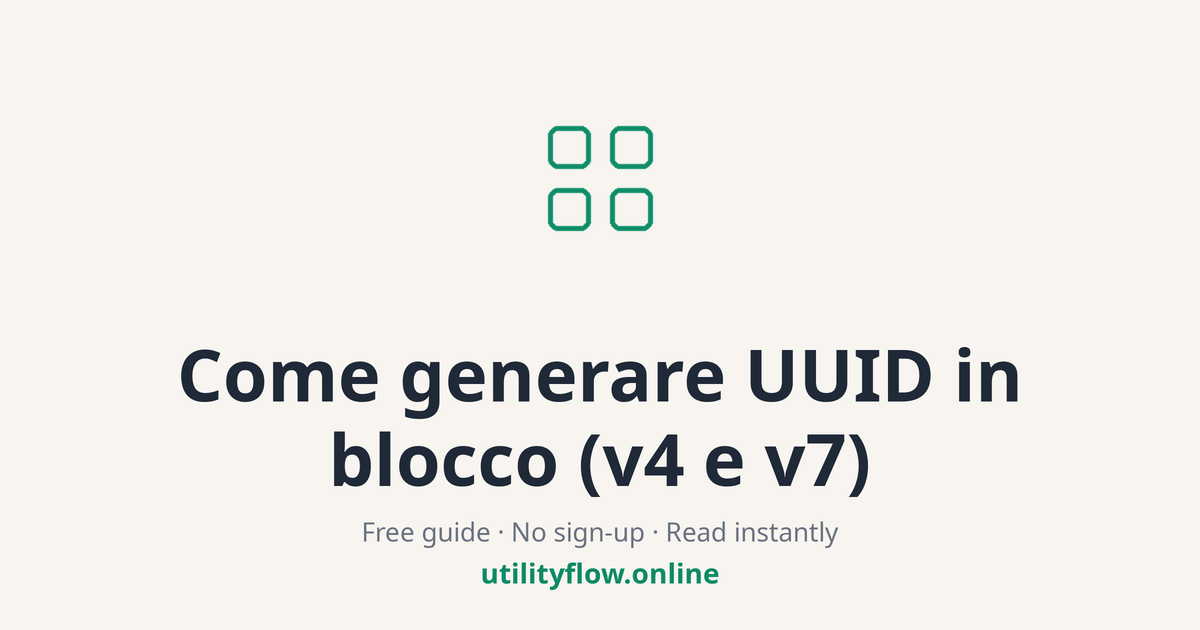 Come generare UUID in
blocco (v4 e v7)
Free guide · No sign-up · Read instantly
utilityflow.online